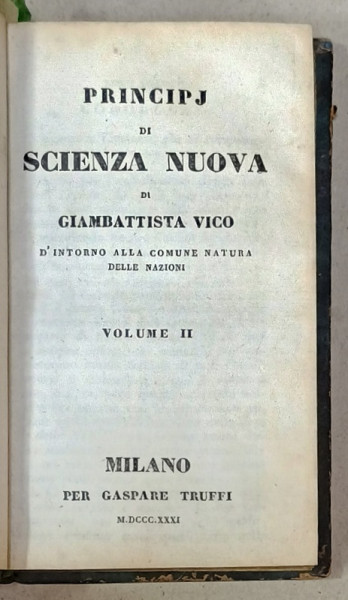 PRINCIPJ
DI
SCIENZA NUOVA
DI
GIAMBATTISTA VICO
D'INTORNO ALLA COMUNE NATURA
DELLE NAZIONI
VOLUME II
MILANO
PER GASPARE TRUFFI
M.DCCC.XXXI